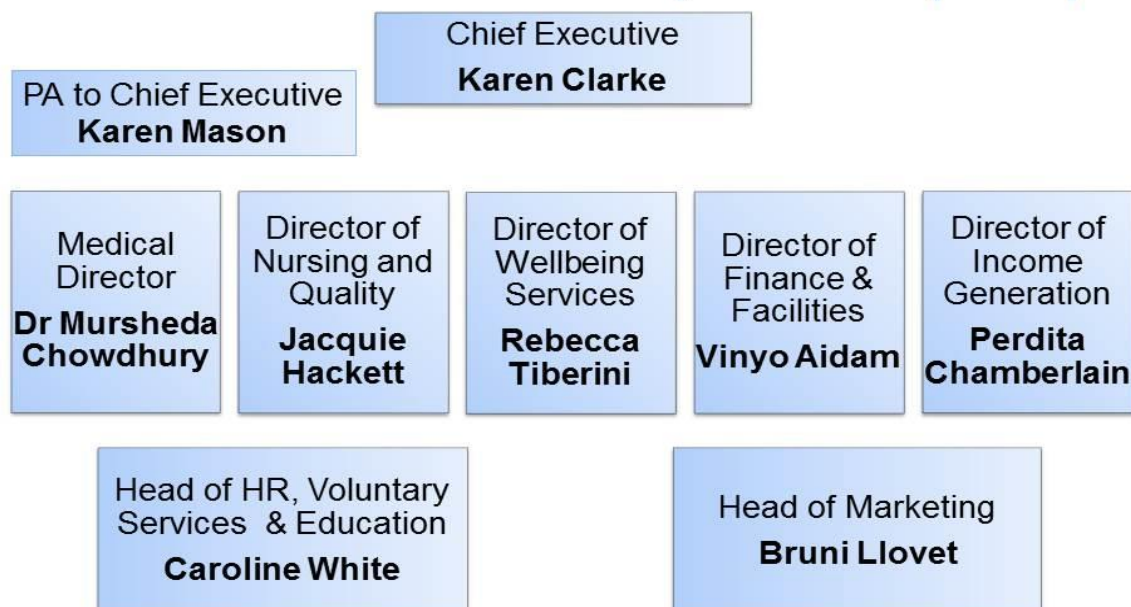 Chief Executive
Karen Clarke
PA to Chief Executive
Karen Mason
Medical
Director
Dr Mursheda
Chowdhury
Director of
Nursing and
Quality
Jacquie
Hackett
Director of
Wellbeing
Services
Rebecca
Tiberini
Director of
Finance &
Facilities
Vinyo Aidam
Director of
Income
Generation
Perdita
Chamberlain
Head of HR, Voluntary
Services & Education
Caroline White
Head of Marketing
Bruni Llovet